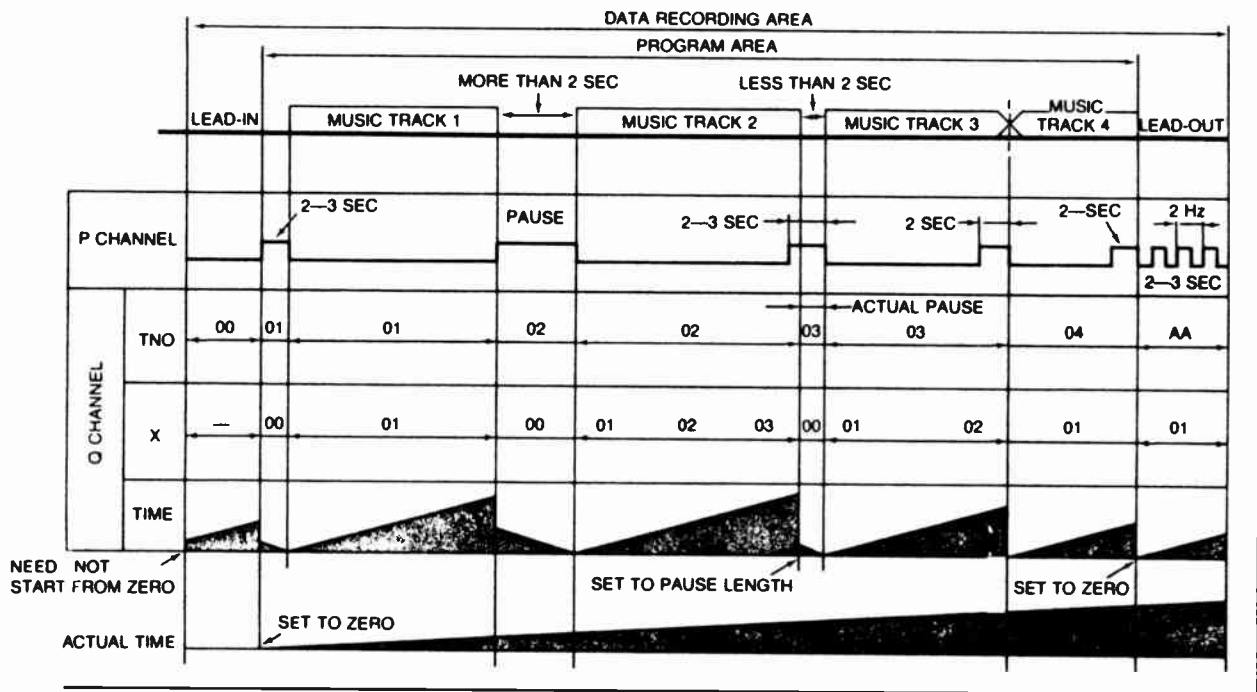 DATA RECORDING AREA
PROGRAM AREA
MORE THAN 2 SEC
LESS THAN 2 SEC
LEAD-IN
MUSIC TRACK 1
MUSIC TRACK 2
MUSIC TRACK 3
MUSIC
TRACK 4
LEAD-OUT
P CHANNEL
2—3 SEC
PAUSE
2—3 SEC
2 SEC
2—SEC
2 Hz
2—3 SEC
ACTUAL PAUSE
Q CHANNEL
TNO
00
01
01
02
02
03
03
04
AA
X
—
00
01
00
01
02
03
00
01
02
01
01
TIME
NEED NOT
START FROM ZERO
SET TO PAUSE LENGTH
SET TO ZERO
SET TO ZERO
ACTUAL TIME